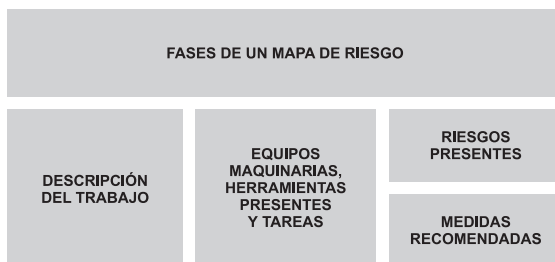 FASES DE UN MAPA DE RIESGO
DESCRIPCIÓN
DEL TRABAJO
EQUIPOS
MAQUINARIAS,
HERRAMIENTAS
PRESENTES
Y TAREAS
RIESGOS
PRESENTES
MEDIDAS
RECOMENDADAS